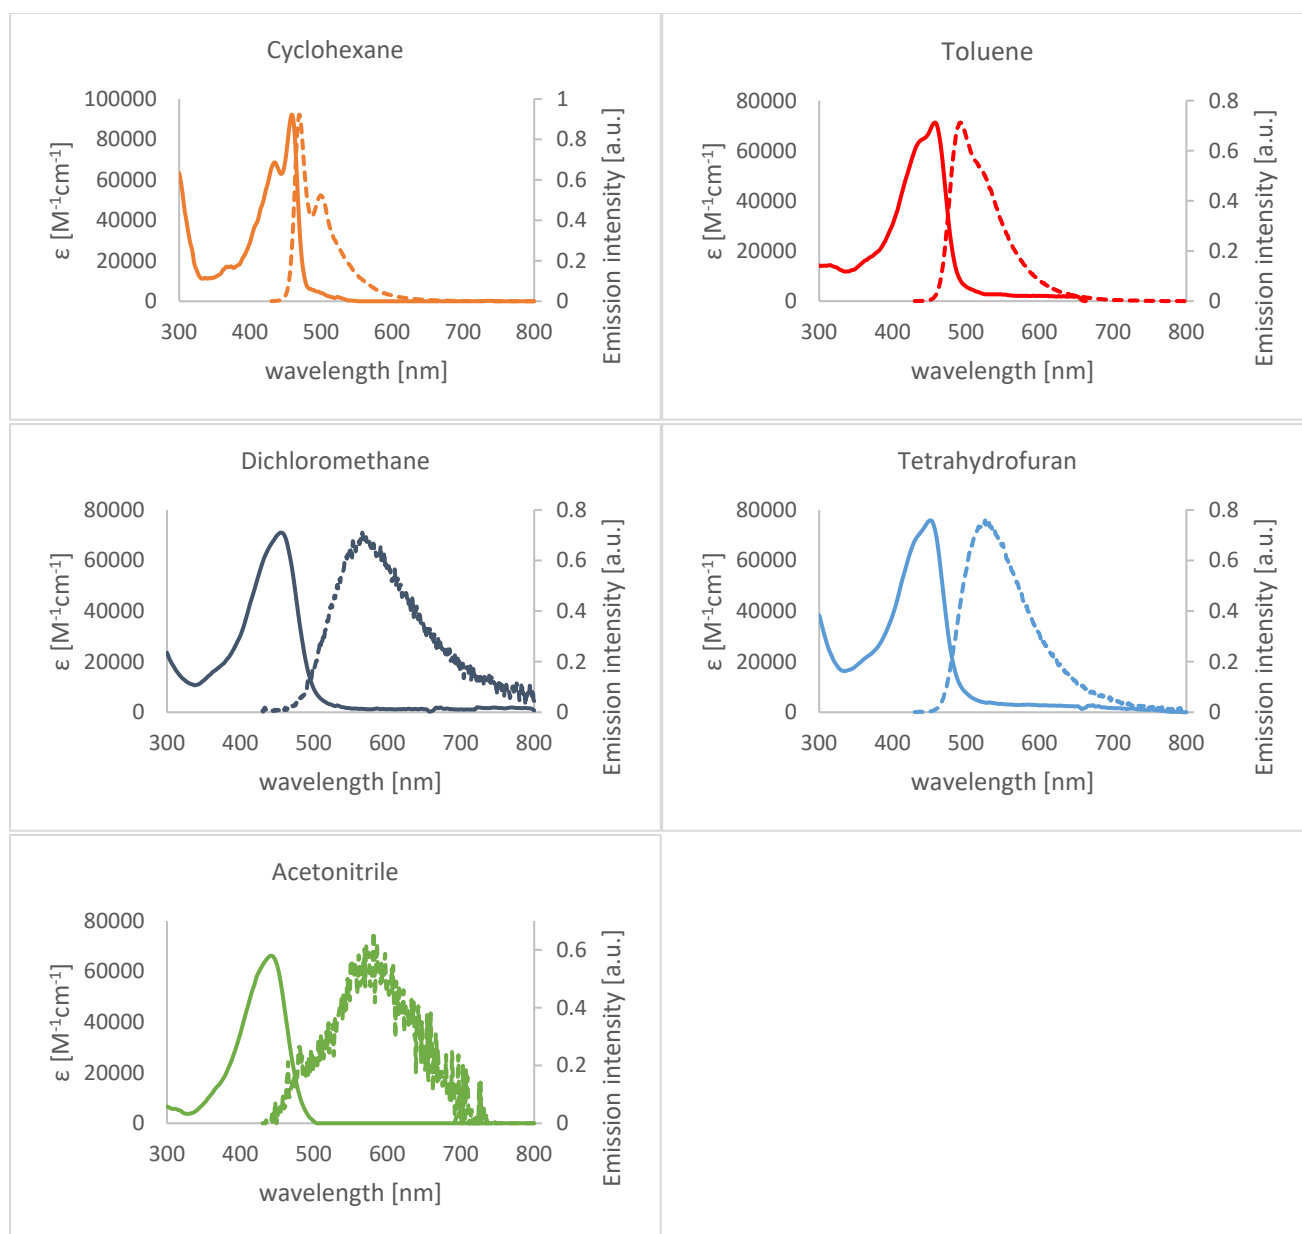 Cyclohexane
100000
80000
60000
40000
20000
0
ε [M-1cm-1]
1
0.8
0.6
0.4
0.2
0
Emission intensity [a.u.]
300 400 500 600 700 800
wavelength [nm]
Toluene
80000
60000
40000
20000
0
ε [M-1cm-1]
0.8
0.6
0.4
0.2
0
Emission intensity [a.u.]
300 400 500 600 700 800
wavelength [nm]
Dichloromethane
80000
60000
40000
20000
0
ε [M-1cm-1]
0.8
0.6
0.4
0.2
0
Emission intensity [a.u.]
300 400 500 600 700 800
wavelength [nm]
Tetrahydrofuran
80000
60000
40000
20000
0
ε [M-1cm-1]
0.8
0.6
0.4
0.2
0
Emission intensity [a.u.]
300 400 500 600 700 800
wavelength [nm]
Acetonitrile
80000
60000
40000
20000
0
ε [M-1cm-1]
0.6
0.4
0.2
0
Emission intensity [a.u.]
300 400 500 600 700 800
wavelength [nm]